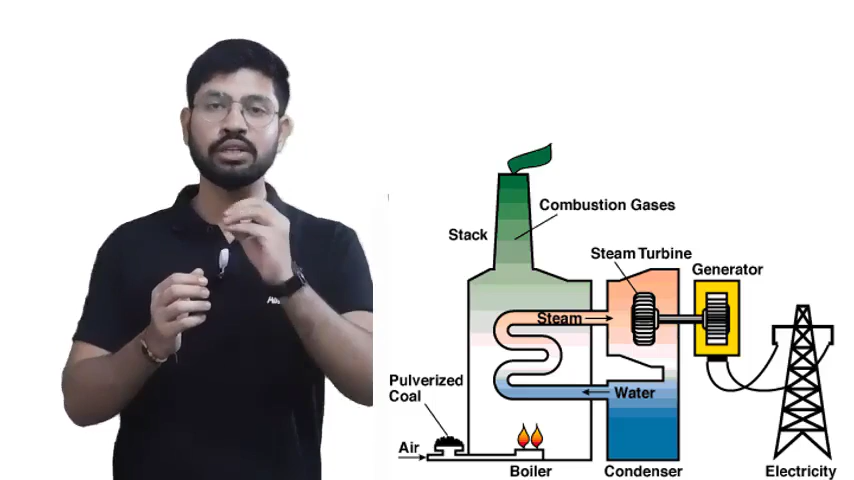 Combustion Gases
Stack
Steam Turbine
Generator
Steam
Pulverized
Coal
Water
Air
Boiler
Condenser
Electricity